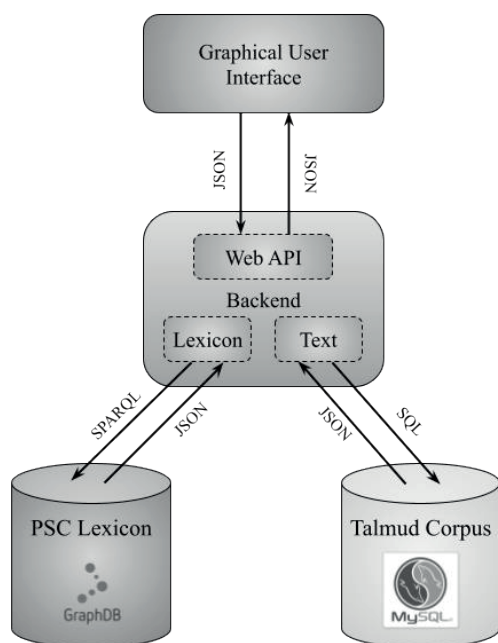 Graphical User
Interface
JSON
JSON
Web API
Backend
Lexicon
Text
SPARQL
JSON
JSON
SQL
PSC Lexicon
GraphDB
Talmud Corpus
MySQL